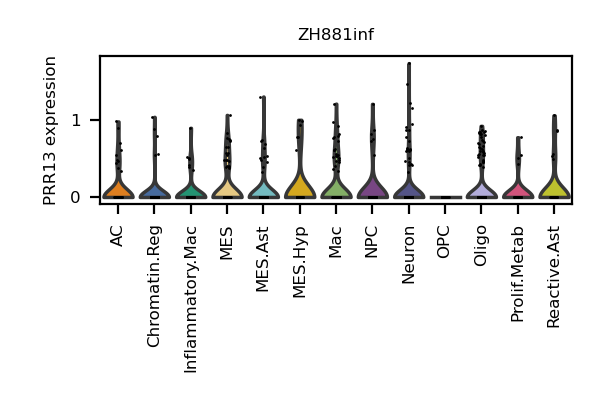 ZH881inf
PRR13 expression
1
0
AC
Chromatin.Reg
Inflammatory.Mac
MES
MES.Ast
MES.Hyp
Mac
NPC
Neuron
OPC
Oligo
Prolif.Metab
Reactive.Ast